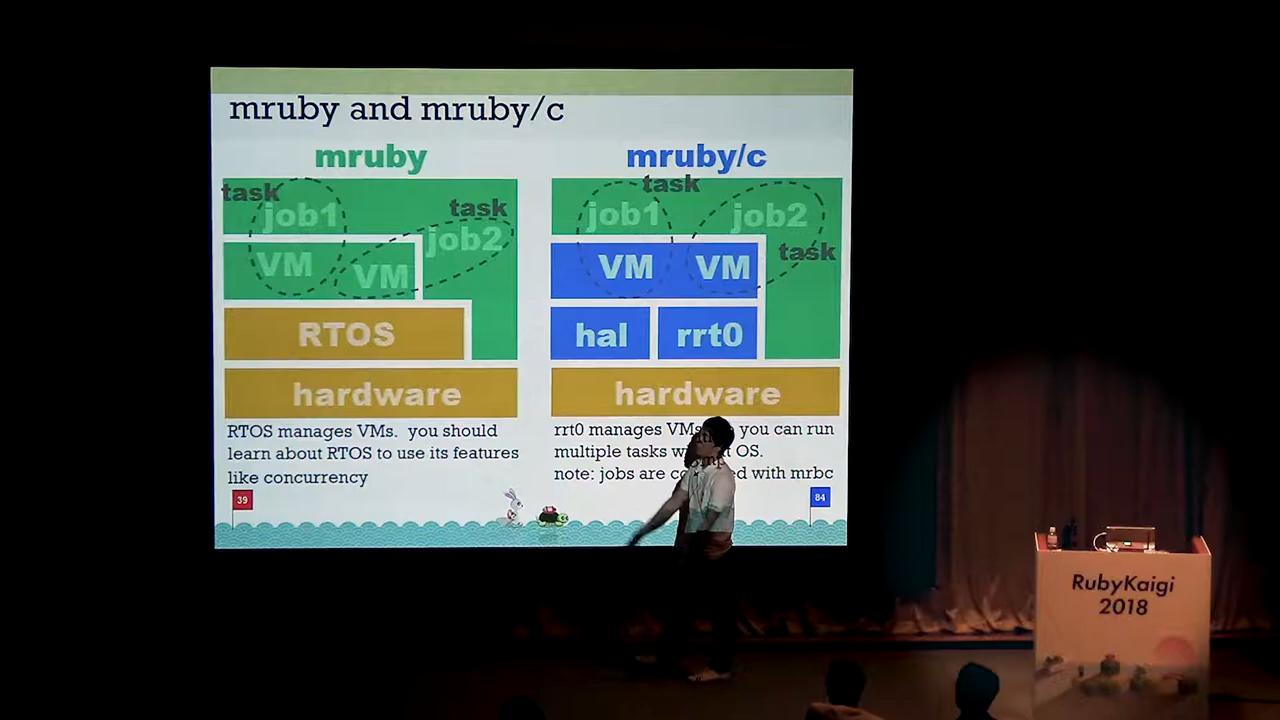 mruby and mruby/c
mruby
task
job1
task
job2
VM
VM
RTOS
hardware
RTOS manages VMs. you should
learn about RTOS to use its features
like concurrency
39
mruby/c
task
job1
job2
task
VM
VM
hal
rrt0
hardware
rrt0 manages VMs you can run
multiple tasks OS.
note: jobs are with mrbc
84
RubyKaigi
2018